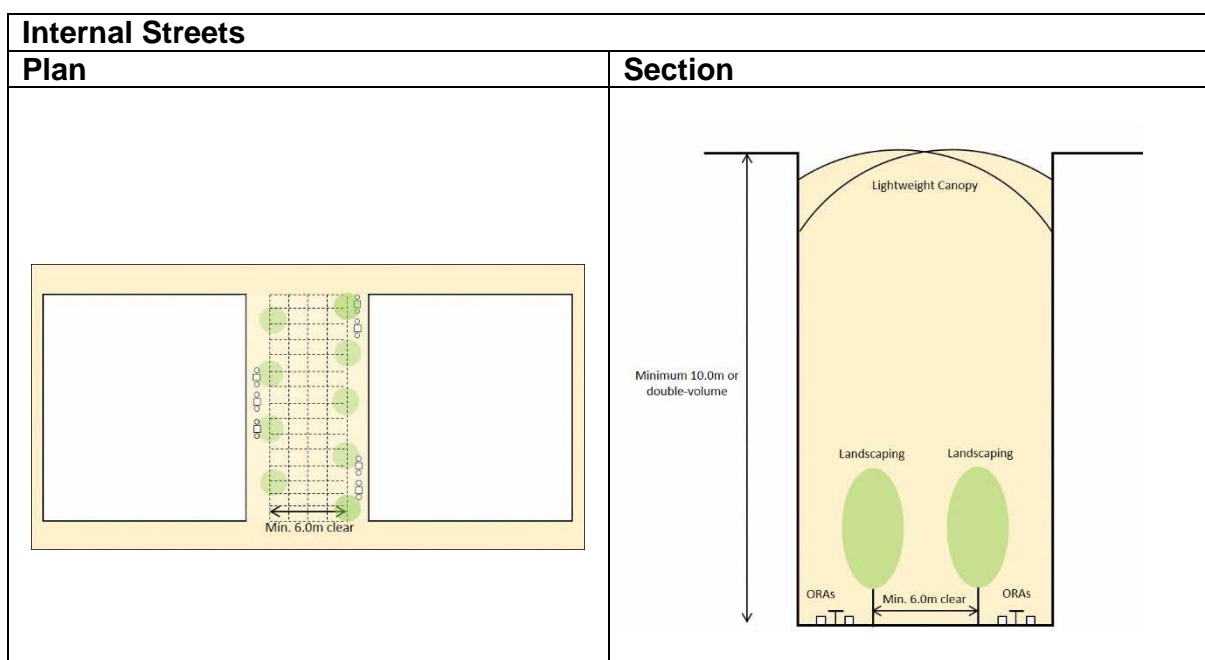 Internal Streets
Plan
Section
Min. 6.0m clear
Lightweight Canopy
Minimum 10.0m or
double-volume
Landscaping
Landscaping
ORAs
Min. 6.0m clear
ORAs